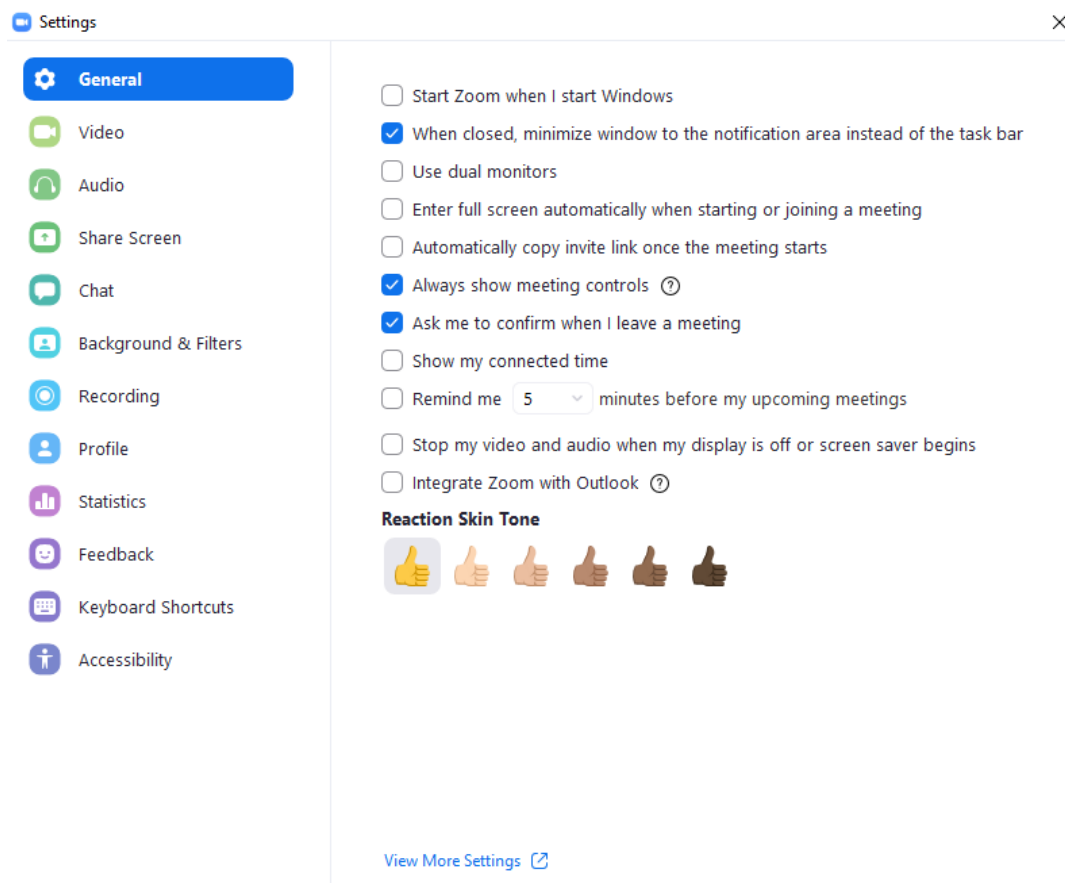 Settings
General
Video
Audio
Share Screen
Chat
Background & Filters
Recording
Profile
Statistics
Feedback
Keyboard Shortcuts
Accessibility
Start Zoom when I start Windows
When closed, minimize window to the notification area instead of the task bar
Use dual monitors
Enter full screen automatically when starting or joining a meeting
Automatically copy invite link once the meeting starts
Always show meeting controls ?
Ask me to confirm when I leave a meeting
Show my connected time
Remind me 5 minutes before my upcoming meetings
Stop my video and audio when my display is off or screen saver begins
Integrate Zoom with Outlook ?
Reaction Skin Tone
View More Settings